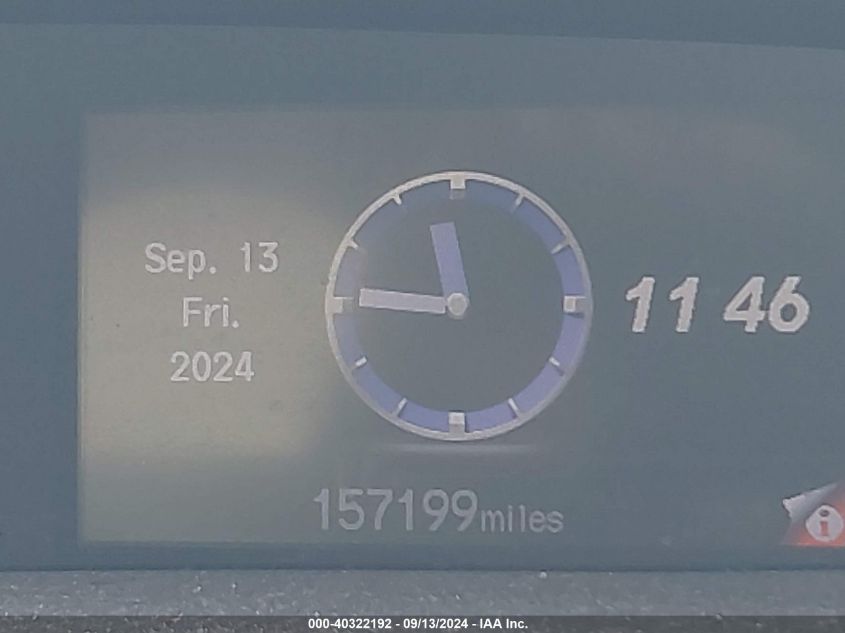 Sep. 13
Fri.
2024
11 46
157199miles
i
000-40322192 - 09/13/2024 - IAA Inc.